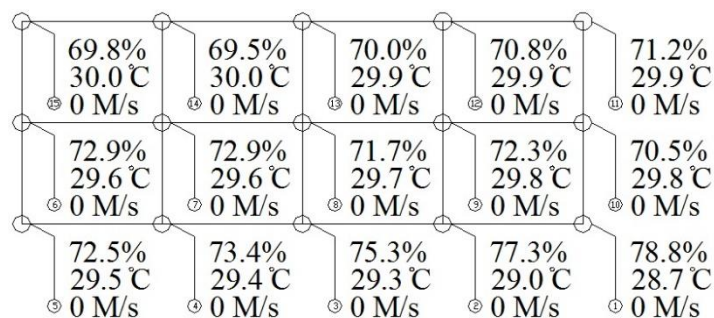 69.8% 69.5% 70.0% 70.8% 71.2%
30.0℃ 30.0℃ 29.9℃ 29.9℃ 29.9℃
⑮ 0 M/s ⑭ 0 M/s ⑬ 0 M/s ⑫ 0 M/s ⑪ 0 M/s
72.9% 72.9% 71.7% 72.3% 70.5%
29.6℃ 29.6℃ 29.7℃ 29.8℃ 29.8℃
⑥ 0 M/s ⑦ 0 M/s ⑧ 0 M/s ⑨ 0 M/s ⑩ 0 M/s
72.5% 73.4% 75.3% 77.3% 78.8%
29.5℃ 29.4℃ 29.3℃ 29.0℃ 28.7℃
⑤ 0 M/s ④ 0 M/s ③ 0 M/s ② 0 M/s ① 0 M/s